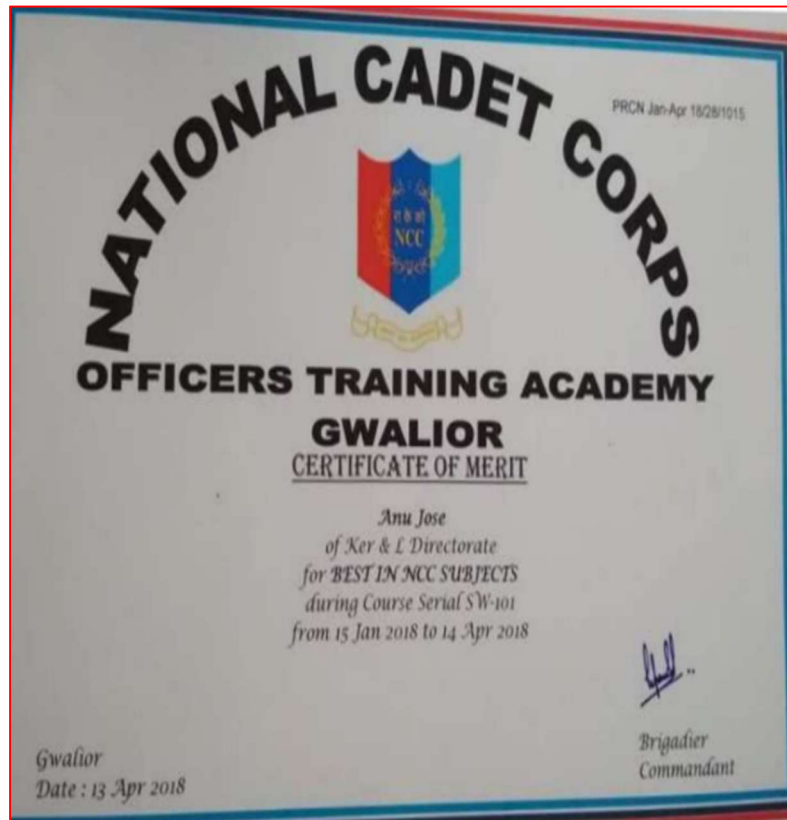 PRCN Jan-Apr 18/28/1015
NATIONAL CADET CORPS
रा के को
NCC
OFFICERS TRAINING ACADEMY
GWALIOR
CERTIFICATE OF MERIT
Anu Jose
of Ker & L Directorate
for BEST IN NCC SUBJECTS
during Course Serial SW-101
from 15 Jan 2018 to 14 Apr 2018
Brigadier
Commandant
Gwalior
Date : 13 Apr 2018